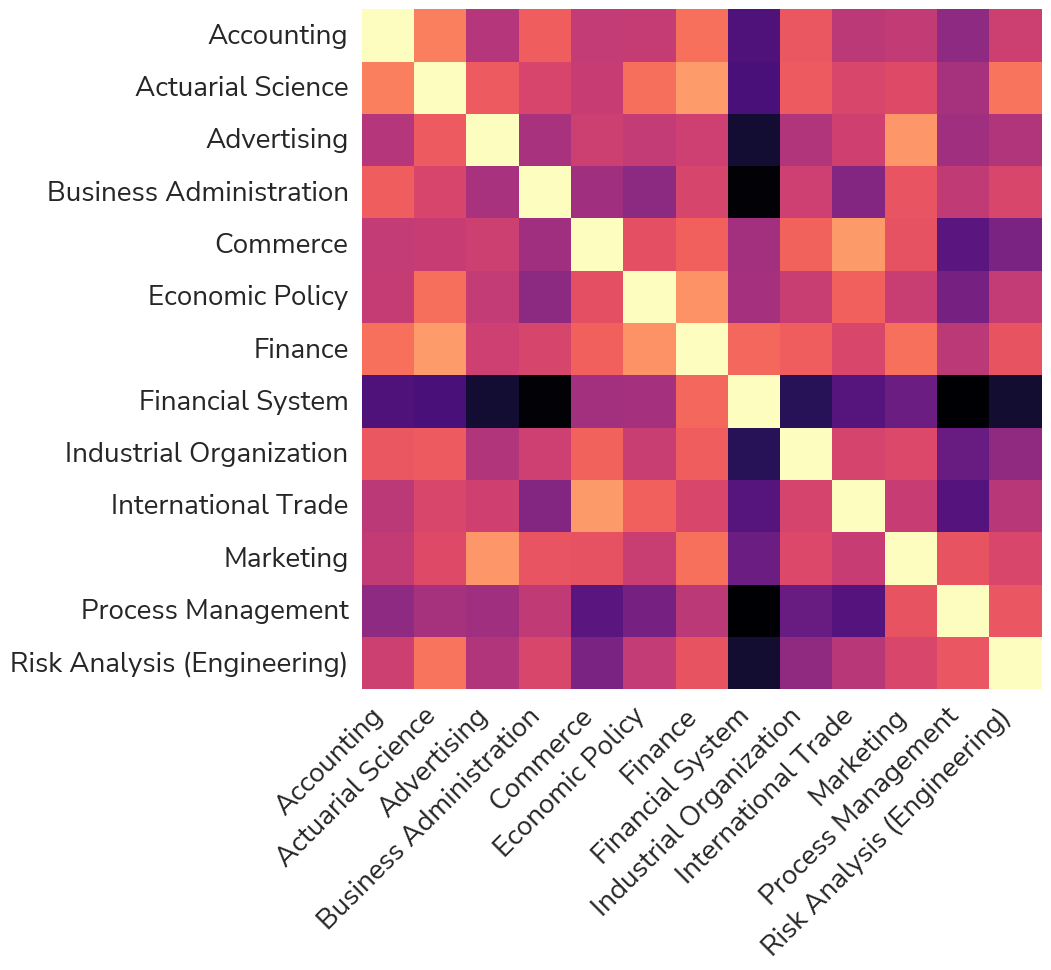 Accounting
Actuarial Science
Advertising
Business Administration
Commerce
Economic Policy
Finance
Financial System
Industrial Organization
International Trade
Marketing
Process Management
Risk Analysis (Engineering)
Accounting
Actuarial Science
Advertising
Business Administration
Commerce
Economic Policy
Finance
Financial System
Industrial Organization
International Trade
Marketing
Process Management
Risk Analysis (Engineering)